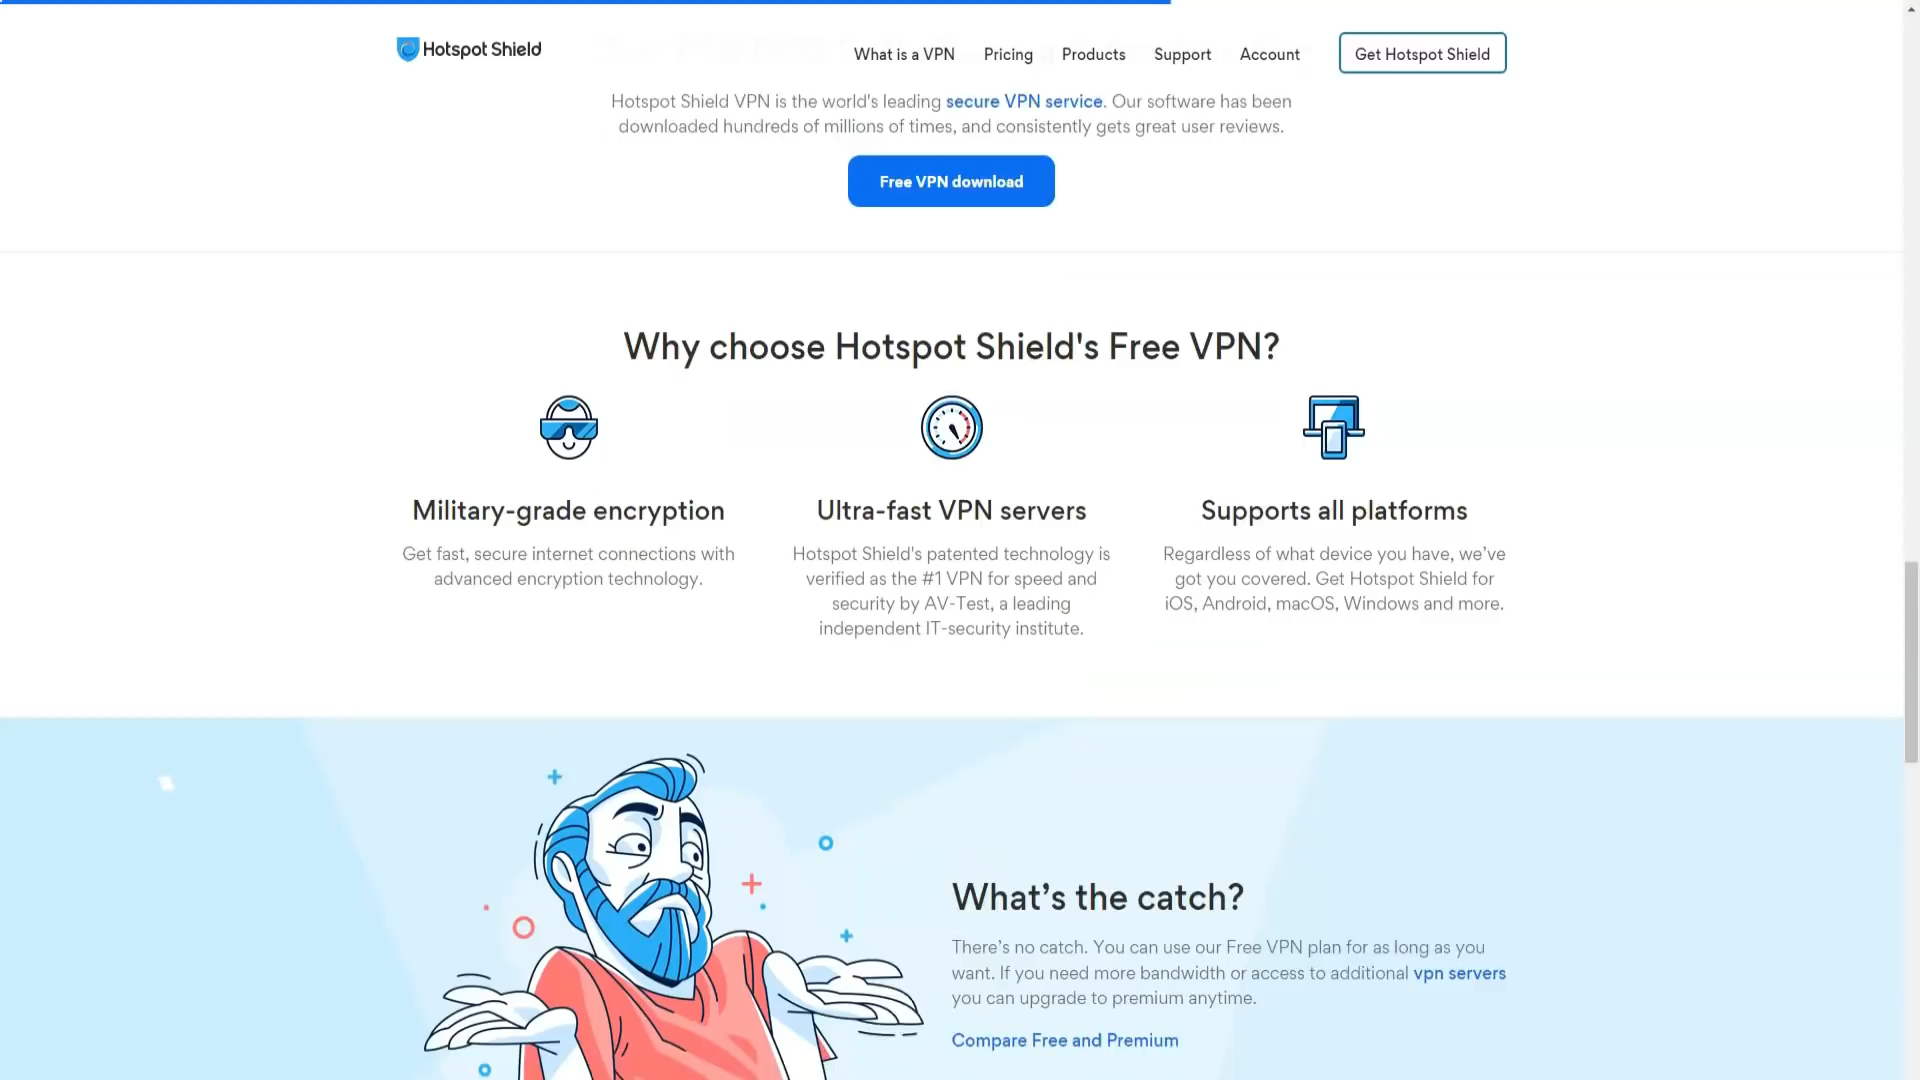 Hotspot Shield
What is a VPN
Pricing
Products
Support
Account
Get Hotspot Shield
Hotspot Shield VPN is the world's leading secure VPN service. Our software has been
downloaded hundreds of millions of times, and consistently gets great user reviews.
Free VPN download
Why choose Hotspot Shield's Free VPN?
Military-grade encryption
Get fast, secure internet connections with
advanced encryption technology.
Ultra-fast VPN servers
Hotspot Shield's patented technology is
verified as the #1 VPN for speed and
security by AV-Test, a leading
independent IT-security institute.
Supports all platforms
Regardless of what device you have, we’ve
got you covered. Get Hotspot Shield for
iOS, Android, macOS, Windows and more.
What’s the catch?
There’s no catch. You can use our Free VPN plan for as long as you
want. If you need more bandwidth or access to additional vpn servers
you can upgrade to premium anytime.
Compare Free and Premium